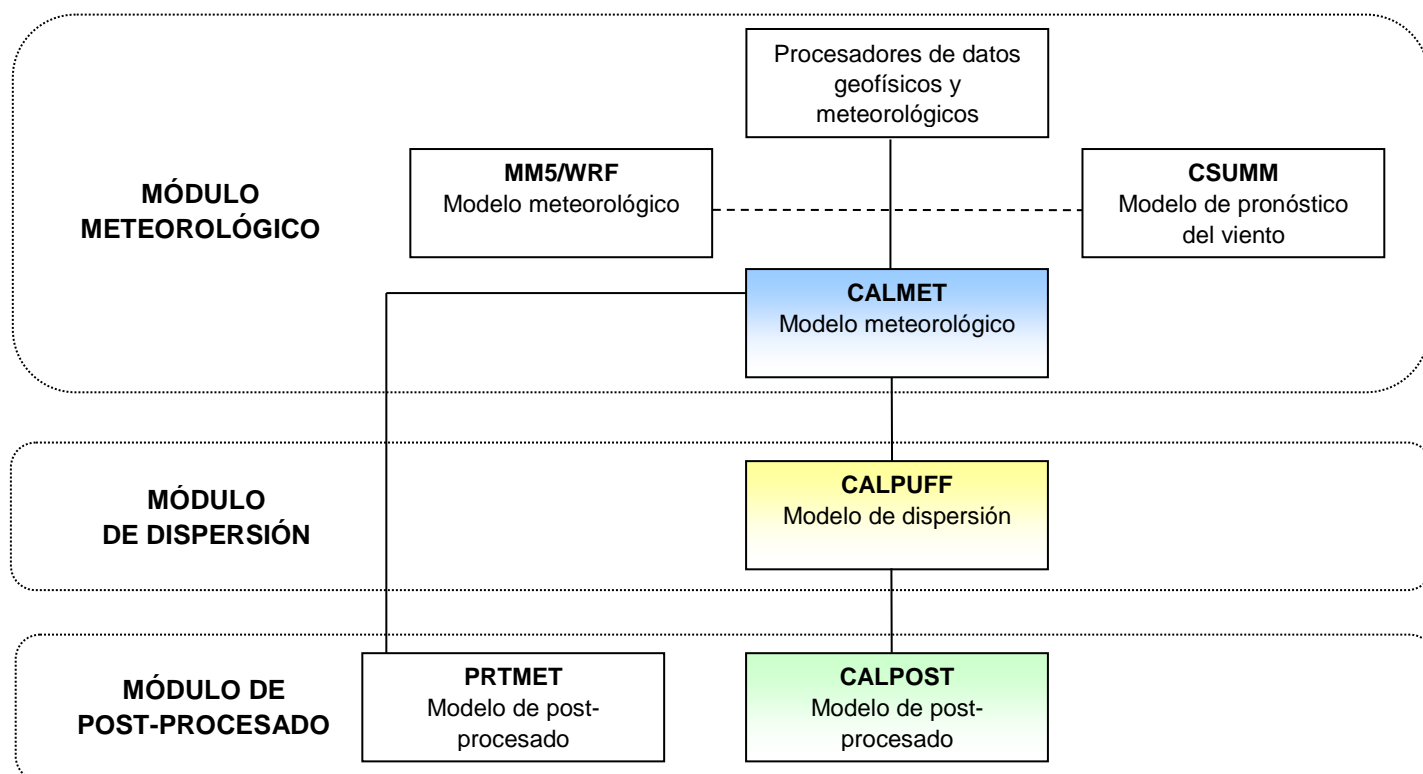 Procesadores de datos
geofísicos y
meteorológicos
MÓDULO
METEOROLÓGICO
MM5/WRF
Modelo meteorológico
CSUMM
Modelo de pronóstico
del viento
CALMET
Modelo meteorológico
MÓDULO
DE DISPERSIÓN
CALPUFF
Modelo de dispersión
MÓDULO DE
POST-PROCESADO
PRTMET
Modelo de post-
procesado
CALPOST
Modelo de post-
procesado